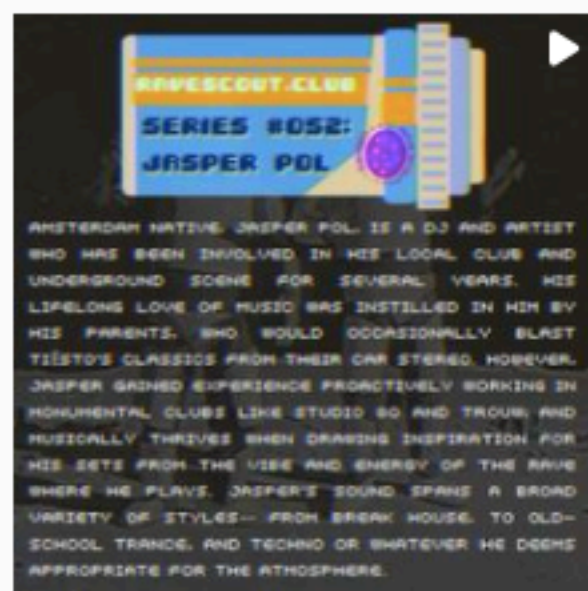 RAVESCOUT.CLUB
SERIES #052:
JASPER POL
AMSTERDAM NATIVE, JASPER POL, IS A DJ AND ARTIST
WHO HAS BEEN INVOLVED IN HIS LOCAL CLUB AND
UNDERGROUND SCENE FOR SEVERAL YEARS. HIS
LIFELONG LOVE OF MUSIC WAS INSTILLED IN HIM BY
HIS PARENTS, WHO WOULD OCCASIONALLY BLAST
TIËSTO'S CLASSICS FROM THEIR CAR STEREO. HOWEVER,
JASPER GAINED EXPERIENCE PROACTIVELY WORKING IN
MONUMENTAL CLUBS LIKE STUDIO 80 AND TROUW, AND
MUSICALLY THRIVES WHEN DRAWING INSPIRATION FOR
HIS SETS FROM THE VIBE AND ENERGY OF THE RAVE
WHERE HE PLAYS. JASPER'S SOUND SPANS A BROAD
VARIETY OF STYLES— FROM BREAK HOUSE, TO OLD-
SCHOOL TRANCE, AND TECHNO OR WHATEVER HE DEEMS
APPROPRIATE FOR THE ATMOSPHERE.